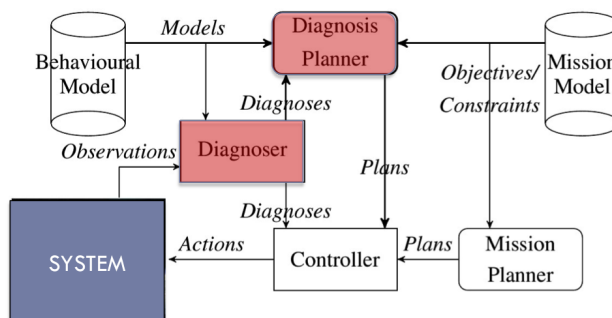 Models
Diagnosis
Planner
Behavioural
Model
Mission
Model
Objectives/
Constraints
Diagnoses
Observations
Diagnoser
Plans
Diagnoses
SYSTEM
Actions
Controller
Plans
Mission
Planner